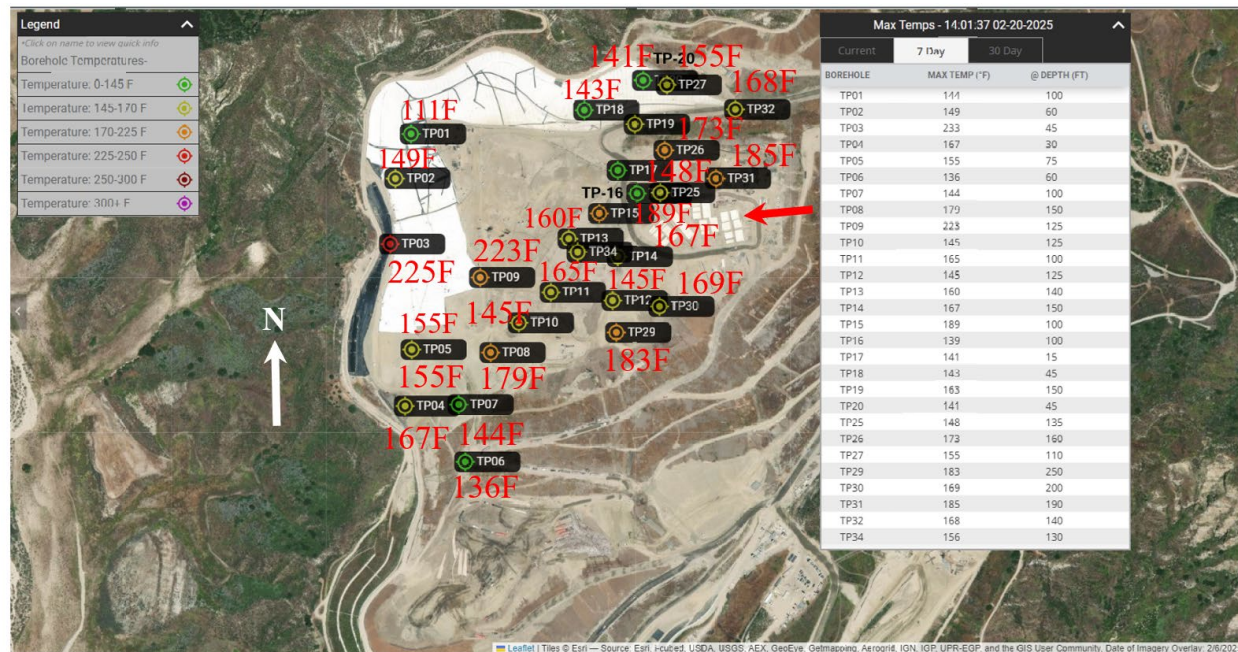 Legend
*Click on name to view quick info
Borehole Temperatures-
Temperature: 0-145 F
Temperature: 145-170 F
Temperature: 170-225 F
Temperature: 225-250 F
Temperature: 250-300 F
Temperature: 300+ F
141F
TP-20
155F
TP27
168F
143F
TP18
TP32
111F
TP01
TP19
173F
TP26
149F
TP02
TP17
148F
185F
TP31
TP-16
TP25
TP15
189F
160F
TP13
167F
TP03
225F
223F
TP34
TP14
TP09
165F
TP11
145F
TP12
169F
TP30
N
145F
TP10
TP29
183F
155F
TP05
155F
TP08
179F
TP04
TP07
167F
144F
TP06
136F
Max Temps - 14:01:37 02-20-2025
Current 7 Day 30 Day
BOREHOLE MAX TEMP (°F) @ DEPTH (FT)
TP01 144 100
TP02 149 60
TP03 233 45
TP04 167 30
TP05 155 75
TP06 136 60
TP07 144 100
TP08 179 150
TP09 223 125
TP10 145 125
TP11 165 100
TP12 145 125
TP13 160 140
TP14 167 150
TP15 189 100
TP16 139 100
TP17 141 15
TP18 143 45
TP19 163 150
TP20 141 45
TP25 148 135
TP26 173 160
TP27 155 110
TP29 183 250
TP30 169 200
TP31 185 190
TP32 168 140
TP34 156 130
Leaflet | Tiles © Esri — Source: Esri, i-cubed, USDA, USGS, AEX, GeoEye, Getmapping, Aerogrid, IGN, IGP, UPR-EGP, and the GIS User Community, Date of Imagery Overlay: 2/6/202